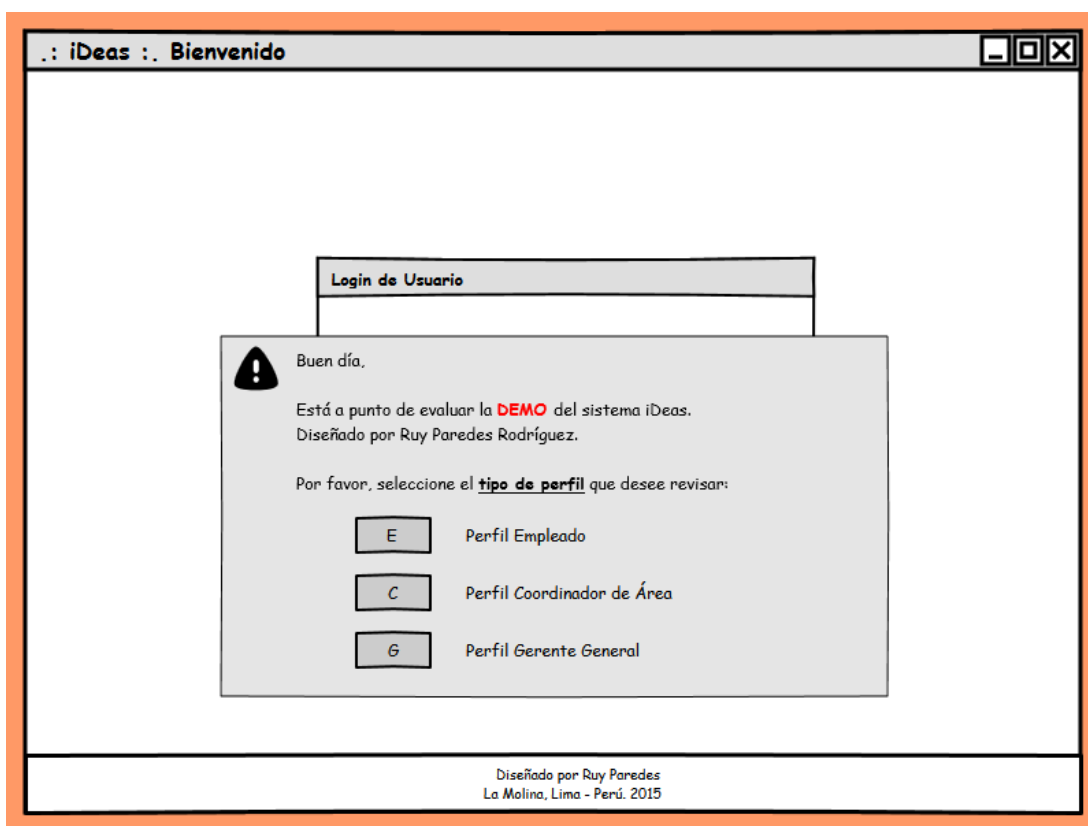 .: iDeas :. Bienvenido
Login de Usuario
Buen día,
Está a punto de evaluar la DEMO del sistema iDeas.
Diseñado por Ruy Paredes Rodríguez.
Por favor, seleccione el tipo de perfil que desee revisar:
E Perfil Empleado
C Perfil Coordinador de Área
G Perfil Gerente General
Diseñado por Ruy Paredes
La Molina, Lima - Perú. 2015